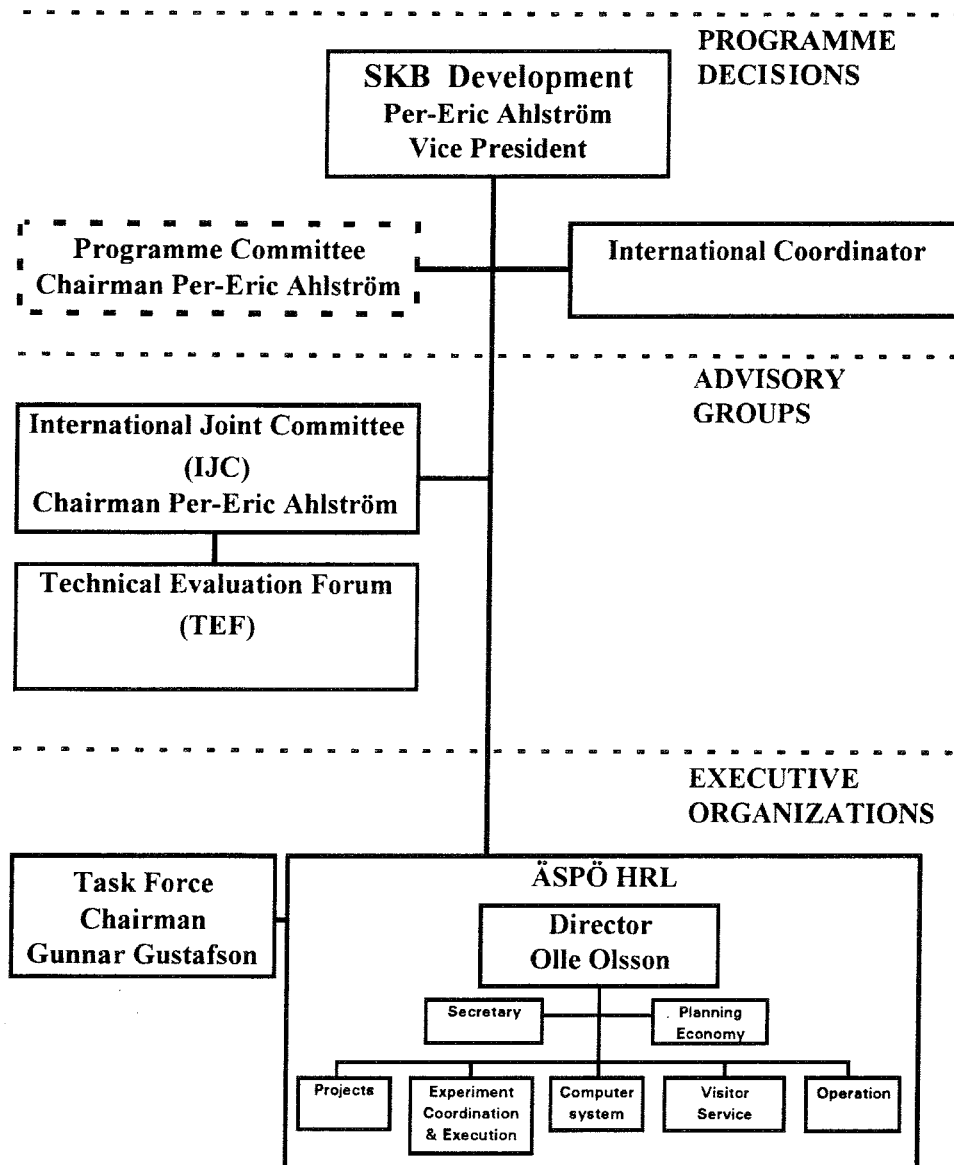 PROGRAMME
DECISIONS
SKB Development
Per-Eric Ahlström
Vice President
Programme Committee
Chairman Per-Eric Ahlström
International Coordinator
ADVISORY
GROUPS
International Joint Committee
(IJC)
Chairman Per-Eric Ahlström
Technical Evaluation Forum
(TEF)
EXECUTIVE
ORGANIZATIONS
Task Force
Chairman
Gunnar Gustafson
ÄSPÖ HRL
Director
Olle Olsson
Secretary
Planning
Economy
Projects
Experiment
Coordination
& Execution
Computer
system
Visitor
Service
Operation